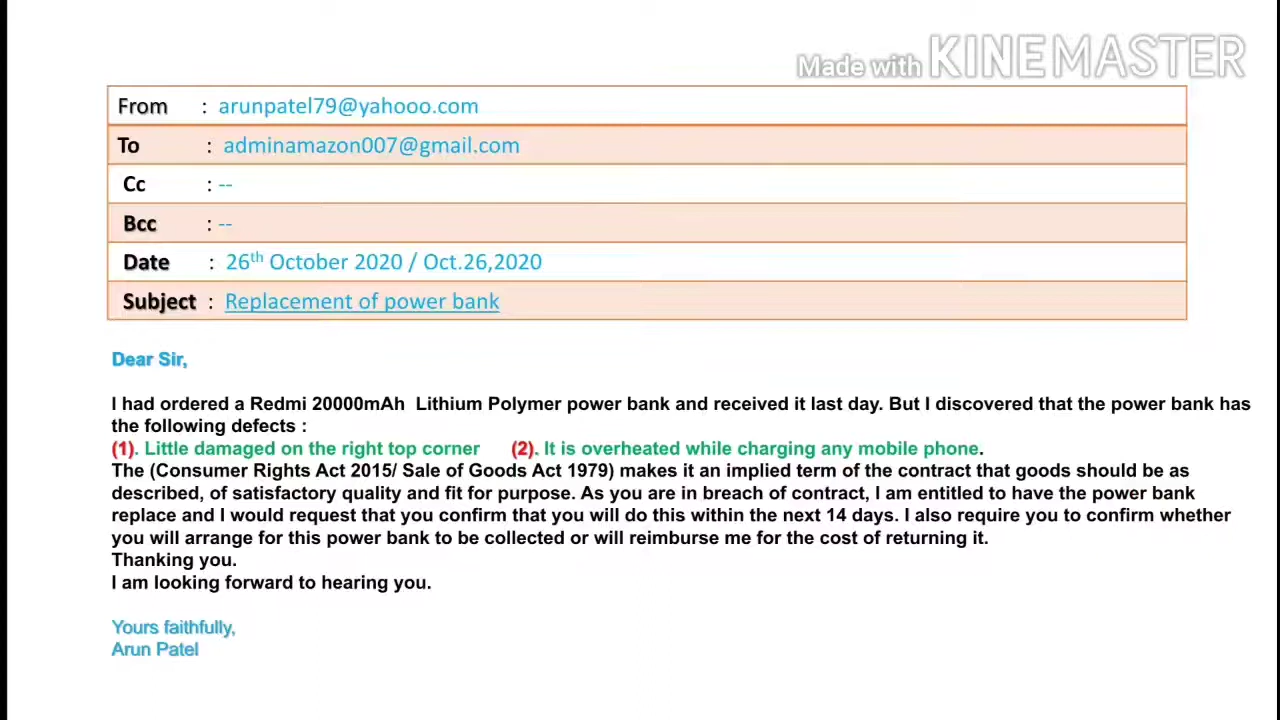 Made with KINEMASTER
From : arunpatel79@yahooo.com
To : adminamazon007@gmail.com
Cc : --
Bcc : --
Date : 26th October 2020 / Oct.26,2020
Subject : Replacement of power bank
Dear Sir,
I had ordered a Redmi 20000mAh Lithium Polymer power bank and received it last day. But I discovered that the power bank has
the following defects :
(1). Little damaged on the right top corner (2). It is overheated while charging any mobile phone.
The (Consumer Rights Act 2015/ Sale of Goods Act 1979) makes it an implied term of the contract that goods should be as
described, of satisfactory quality and fit for purpose. As you are in breach of contract, I am entitled to have the power bank
replace and I would request that you confirm that you will do this within the next 14 days. I also require you to confirm whether
you will arrange for this power bank to be collected or will reimburse me for the cost of returning it.
Thanking you.
I am looking forward to hearing you.
Yours faithfully,
Arun Patel